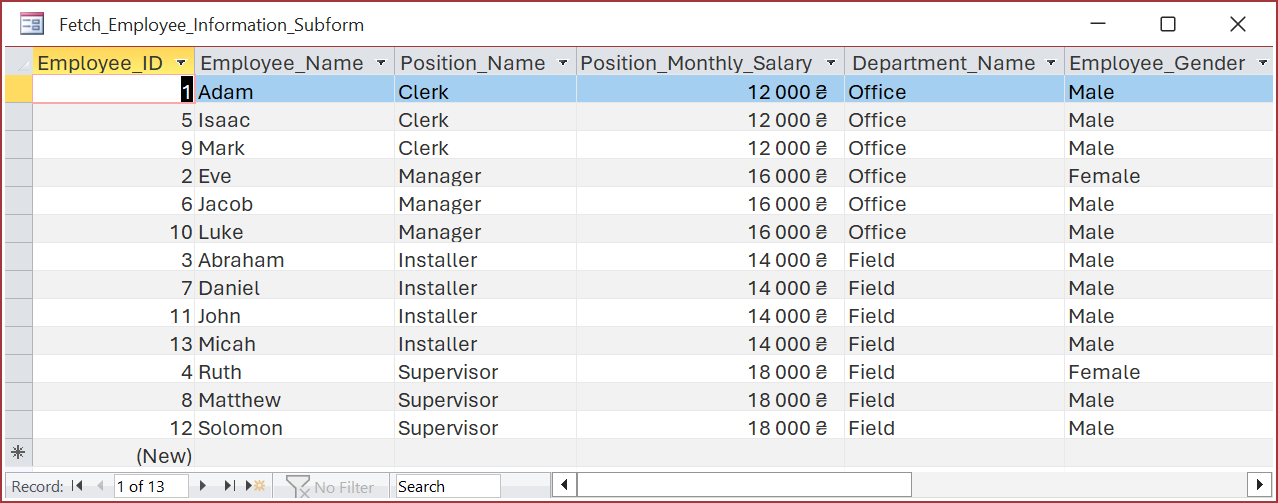 Fetch_Employee_Information_Subform
Employee_ID Employee_Name Position_Name Position_Monthly_Salary Department_Name Employee_Gender
1 Adam Clerk 12 000 ₴ Office Male
5 Isaac Clerk 12 000 ₴ Office Male
9 Mark Clerk 12 000 ₴ Office Male
2 Eve Manager 16 000 ₴ Office Female
6 Jacob Manager 16 000 ₴ Office Male
10 Luke Manager 16 000 ₴ Office Male
3 Abraham Installer 14 000 ₴ Field Male
7 Daniel Installer 14 000 ₴ Field Male
11 John Installer 14 000 ₴ Field Male
13 Micah Installer 14 000 ₴ Field Male
4 Ruth Supervisor 18 000 ₴ Field Female
8 Matthew Supervisor 18 000 ₴ Field Male
12 Solomon Supervisor 18 000 ₴ Field Male
(New)
Record: 1 of 13 No Filter Search